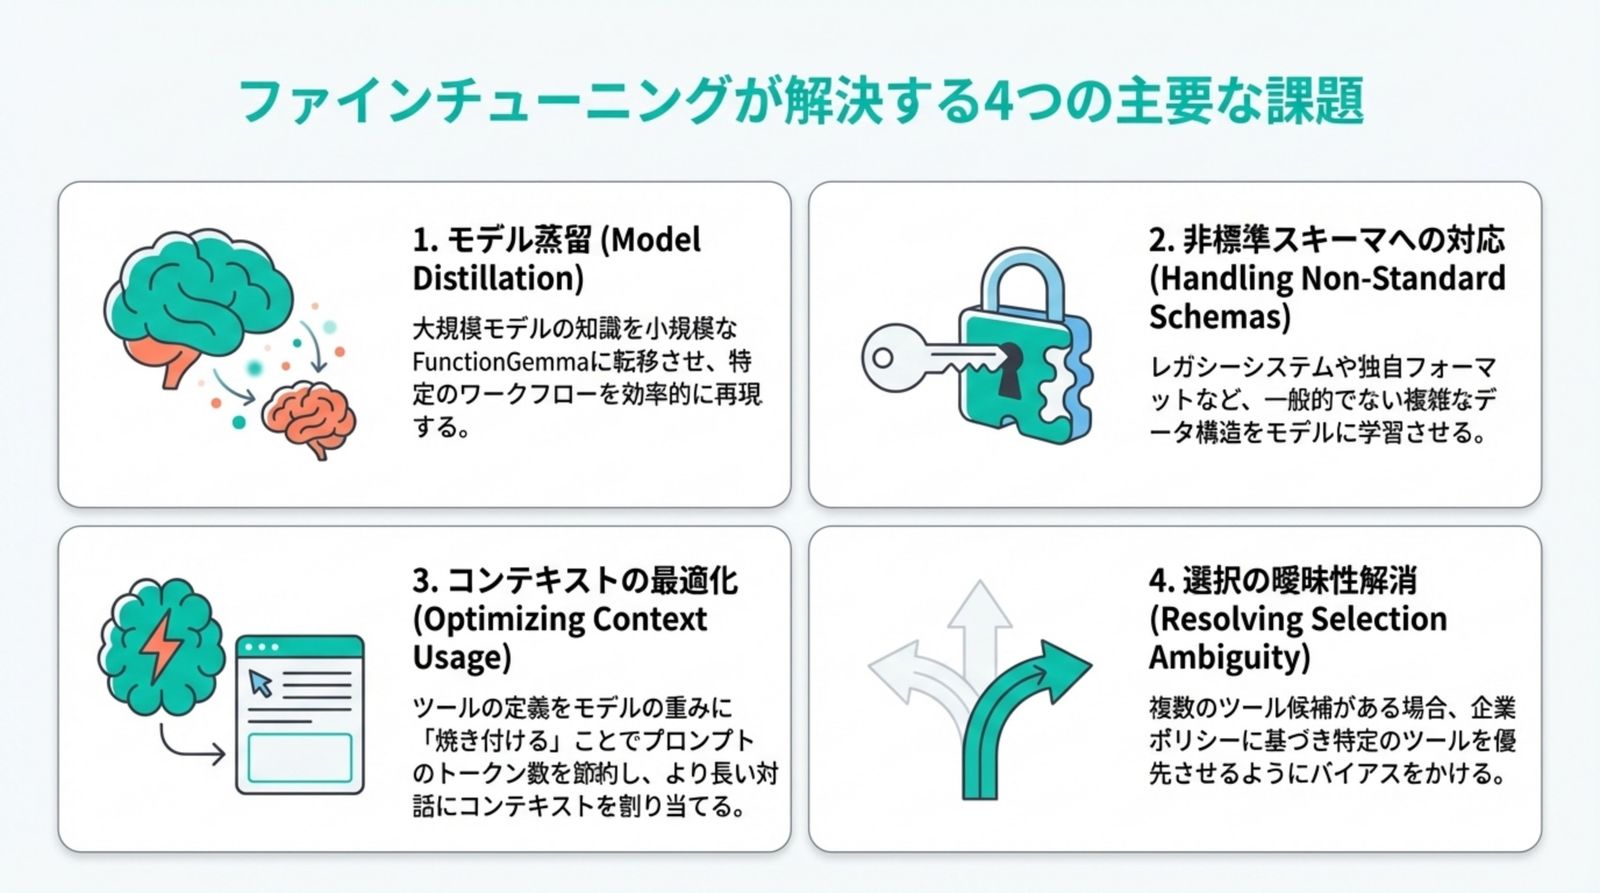 ファインチューニングが解決する4つの主要な課題
1. モデル蒸留 (Model
Distillation)
大規模モデルの知識を小規模な
FunctionGemmaに転移させ、特
定のワークフローを効率的に再現
する。
2. 非標準スキーマへの対応
(Handling Non-Standard
Schemas)
レガシーシステムや独自フォーマ
ットなど、一般的でない複雑なデ
ータ構造をモデルに学習させる。
3. コンテキストの最適化
(Optimizing Context
Usage)
ツールの定義をモデルの重みに
「焼き付ける」ことでプロンプト
のトークン数を節約し、より長い対
話にコンテキストを割り当てる。
4. 選択の曖昧性解消
(Resolving Selection
Ambiguity)
複数のツール候補がある場合、企業
ポリシーに基づき特定のツールを優
先させるようにバイアスをかける。